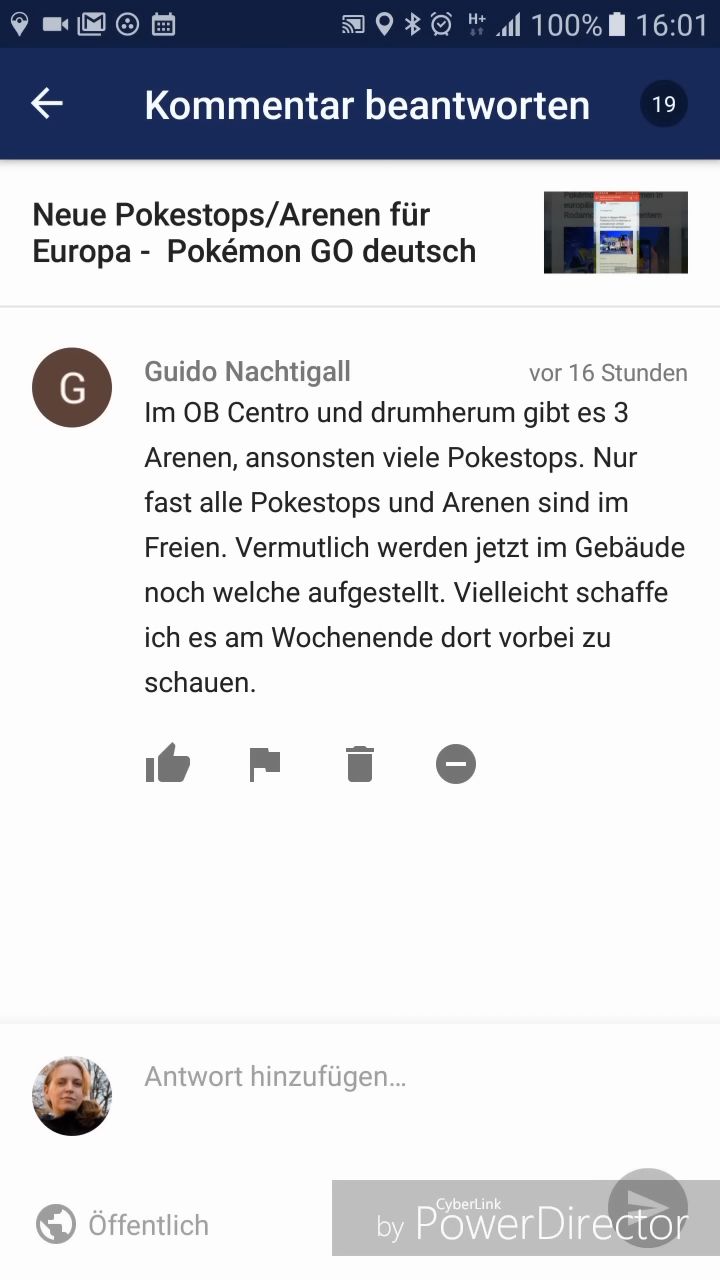 H+ 100% 16:01
Kommentar beantworten 19
Neue Pokestops/Arenen für
Europa - Pokémon GO deutsch
G
Guido Nachtigall vor 16 Stunden
Im OB Centro und drumherum gibt es 3
Arenen, ansonsten viele Pokestops. Nur
fast alle Pokestops und Arenen sind im
Freien. Vermutlich werden jetzt im Gebäude
noch welche aufgestellt. Vielleicht schaffe
ich es am Wochenende dort vorbei zu
schauen.
Antwort hinzufügen…
Öffentlich
CyberLink
by PowerDirector